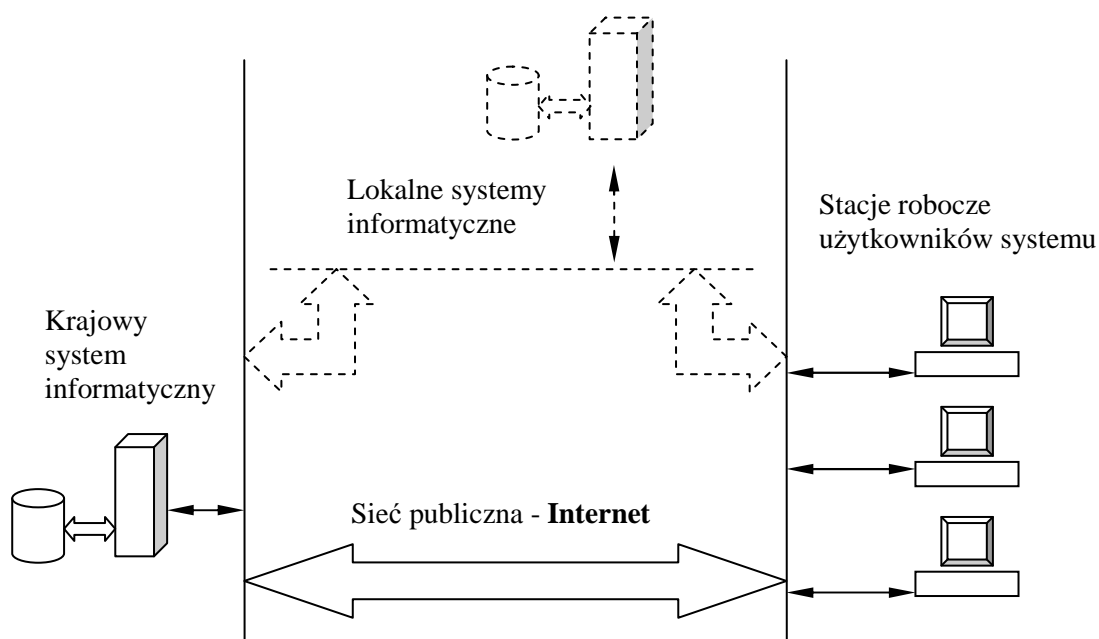 Lokalne systemy
informatyczne
Stacje robocze
użytkowników systemu
Krajowy
system
informatyczny
Sieć publiczna - Internet